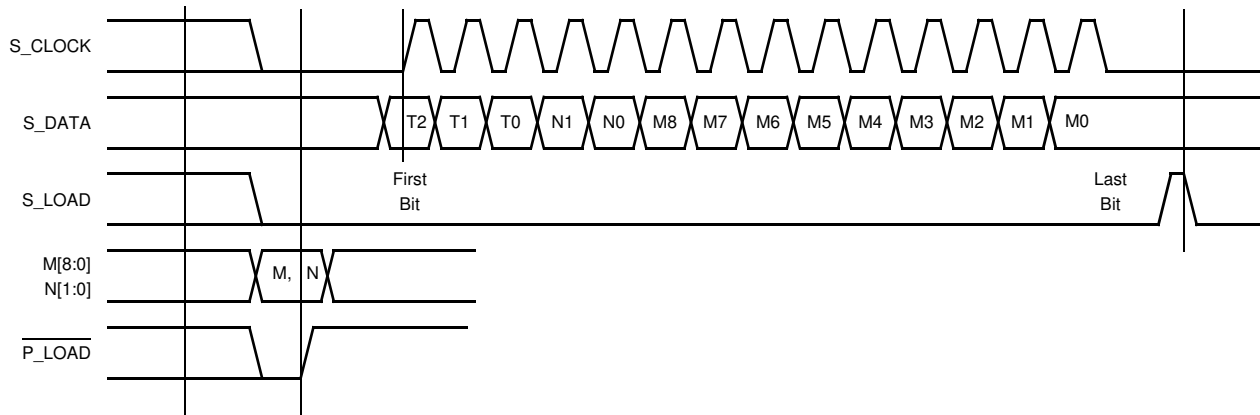 S_CLOCK
S_DATA
T2 T1 T0 N1 N0 M8 M7 M6 M5 M4 M3 M2 M1 M0
First
Bit
Last
Bit
S_LOAD
M[8:0]
N[1:0]
M, N
P_LOAD